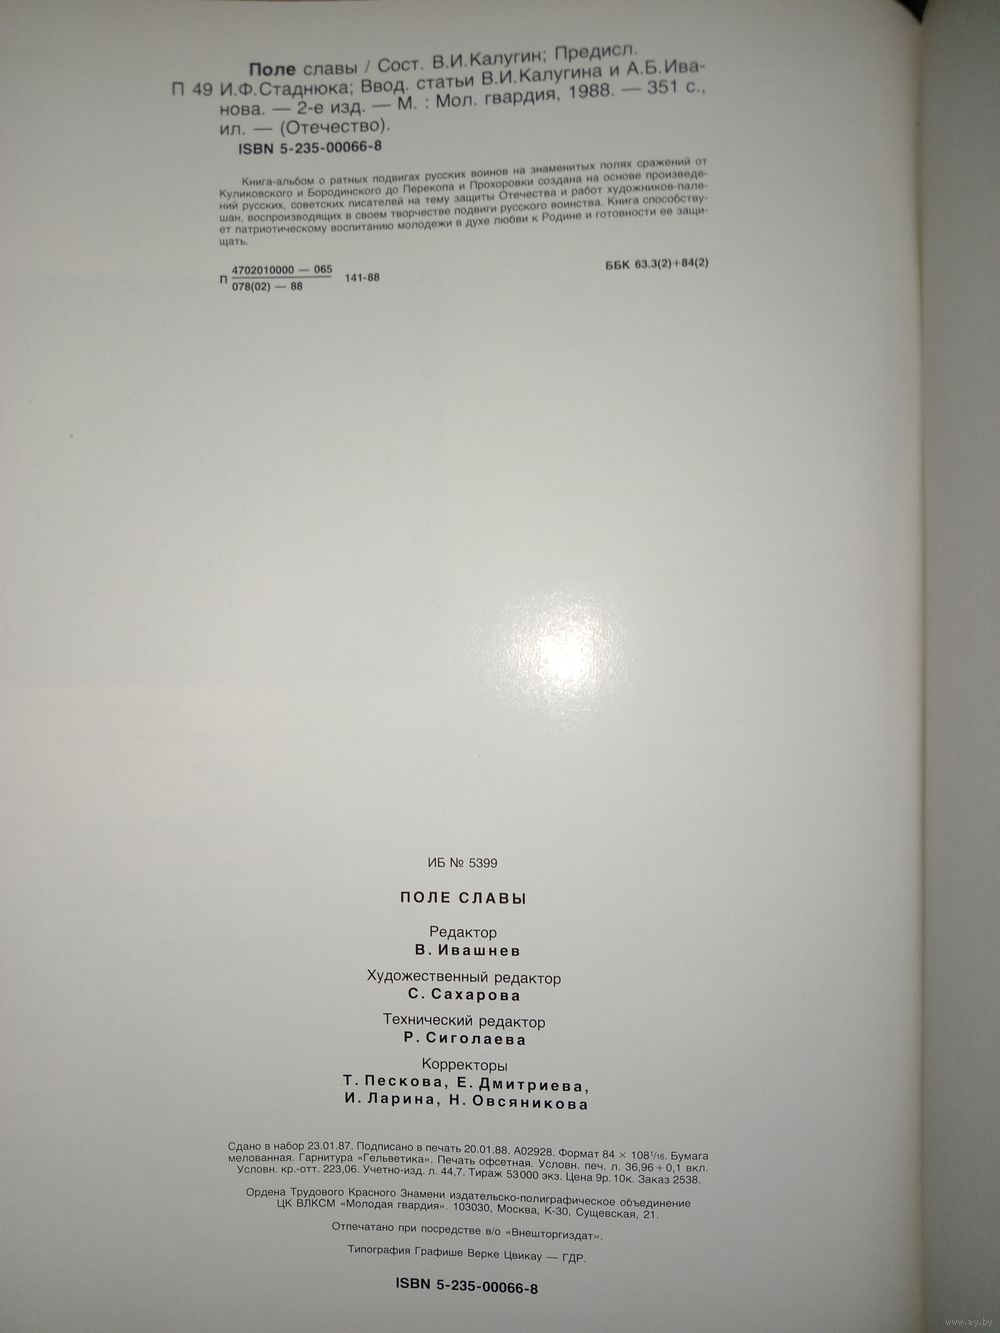 Поле славы / Сост. В.И.Калугин; Предисл.
П 49 И.Ф.Стаднюка; Ввод. статьи В.И.Калугина и А.Б.Ива-
нова. — 2-е изд. — М. : Мол. гвардия, 1988. — 351 с.,
ил. — (Отечество).
ISBN 5-235-00066-8
Книга-альбом о ратных подвигах русских воинов на знаменитых полях сражений от
Куликовского и Бородинского до Перекопа и Прохоровки создана на основе произведе-
ний русских, советских писателей на тему защиты Отечества и работ художников-пале-
шан, воспроизводящих в своем творчестве подвиги русского воинства. Книга способству-
ет патриотическому воспитанию молодежи в духе любви к Родине и готовности ее защи-
щать.
П 4702010000 — 065
078(02) — 88
141-88
ББК 63.3(2)+84(2)
ИБ № 5399
ПОЛЕ СЛАВЫ
Редактор
В. Ивашнев
Художественный редактор
С. Сахарова
Технический редактор
Р. Сиголаева
Корректоры
Т. Пескова, Е. Дмитриева,
И. Ларина, Н. Овсяникова
Сдано в набор 23.01.87. Подписано в печать 20.01.88. А02928. Формат 84 × 108¹/₁₆. Бумага
мелованная. Гарнитура «Гельветика». Печать офсетная. Условн. печ. л. 36,96 + 0,1 вкл.
Условн. кр.-отт. 223,06. Учетно-изд. л. 44,7. Тираж 53000 экз. Цена 9р. 10к. Заказ 2538.
Ордена Трудового Красного Знамени издательско-полиграфическое объединение
ЦК ВЛКСМ «Молодая гвардия». 103030, Москва, К-30, Сущевская, 21.
Отпечатано при посредстве в/о «Внешторгиздат».
Типография Графише Верке Цвикау — ГДР.
ISBN 5-235-00066-8
www.ay.by